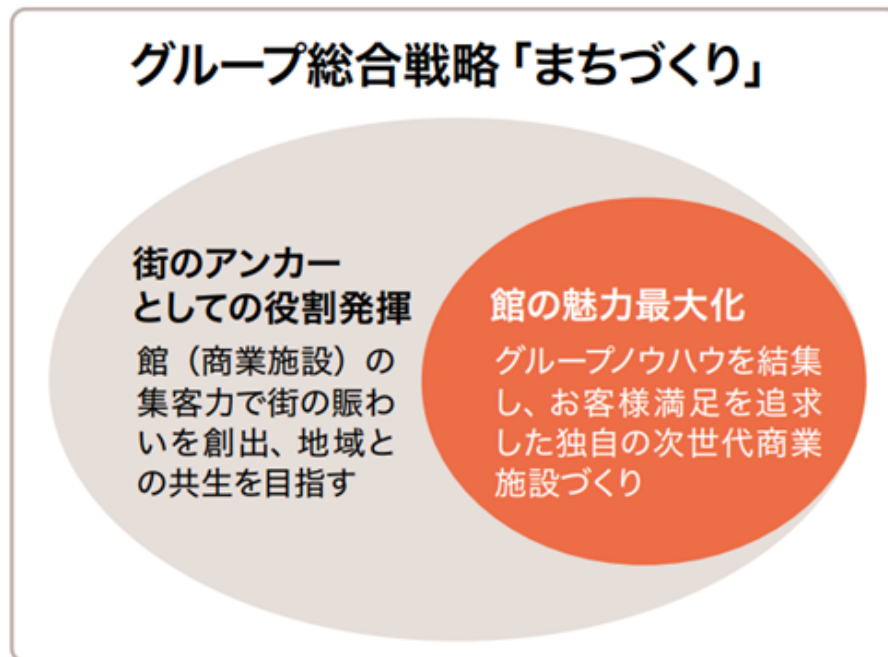 グループ総合戦略「まちづくり」
街のアンカー
としての役割発揮
館（商業施設）の
集客力で街の賑わ
いを創出、地域と
の共生を目指す
館の魅力最大化
グループノウハウを結集
し、お客様満足を追求
した独自の次世代商業
施設づくり